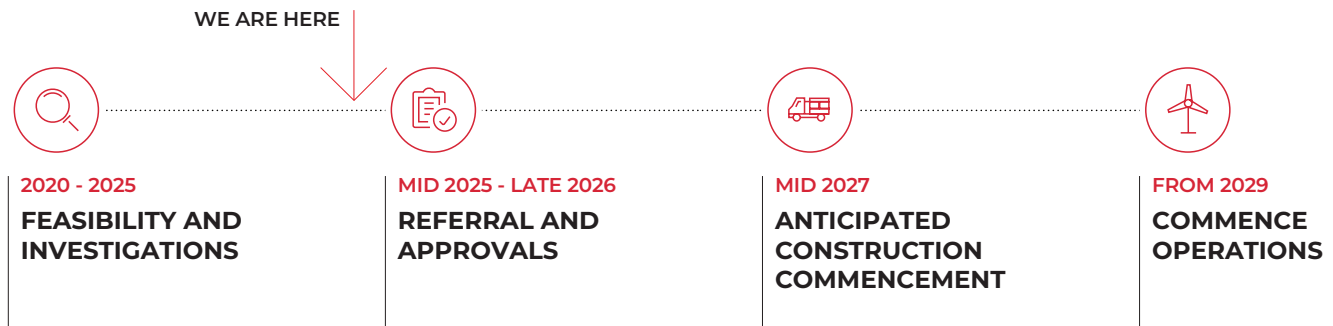 WE ARE HERE
2020 - 2025
FEASIBILITY AND
INVESTIGATIONS
MID 2025 - LATE 2026
REFERRAL AND
APPROVALS
MID 2027
ANTICIPATED
CONSTRUCTION
COMMENCEMENT
FROM 2029
COMMENCE
OPERATIONS